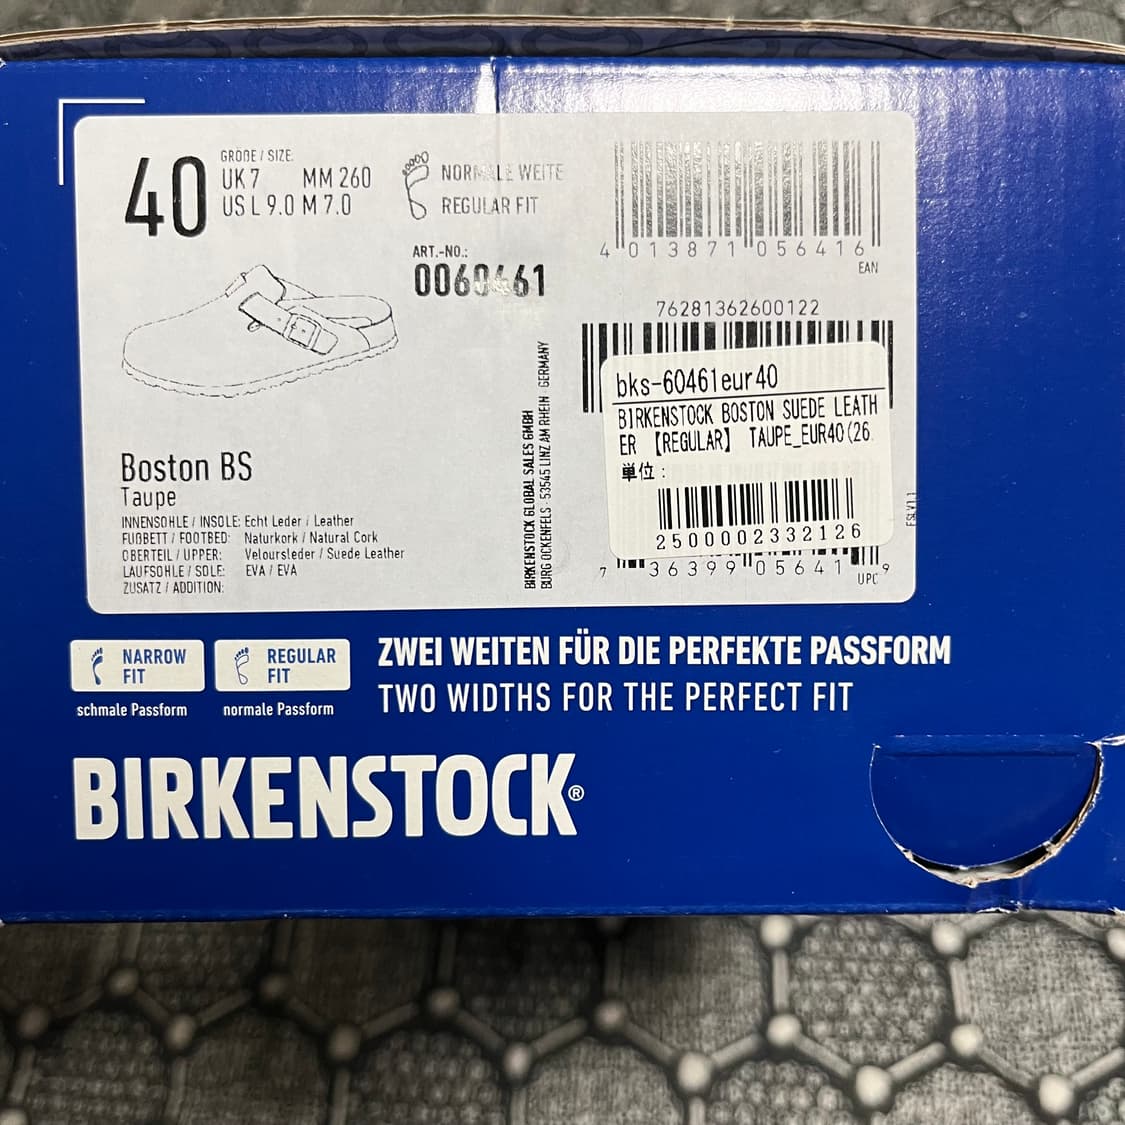 40
GRÖßE / SIZE
UK 7 MM 260
US L 9.0 M 7.0
NORMALE WEITE
REGULAR FIT
ART.-NO.:
0060461
4 013871 056416
EAN
76281362600122
bks-60461eur40
BIRKENSTOCK BOSTON SUEDE LEATH
ER 【REGULAR】 TAUPE_EUR40(26
単位:
2500002332126
7 36399 05641 9
UPC
FSLV1.1
BIRKENSTOCK GLOBAL SALES GMBH
BURG OCKENFELS · 53545 LINZ AM RHEIN · GERMANY
Boston BS
Taupe
INNENSOHLE / INSOLE: Echt Leder / Leather
FUßBETT / FOOTBED: Naturkork / Natural Cork
OBERTEIL / UPPER: Veloursleder / Suede Leather
LAUFSOHLE / SOLE: EVA / EVA
ZUSATZ / ADDITION:
NARROW
FIT
schmale Passform
REGULAR
FIT
normale Passform
ZWEI WEITEN FÜR DIE PERFEKTE PASSFORM
TWO WIDTHS FOR THE PERFECT FIT
BIRKENSTOCK®